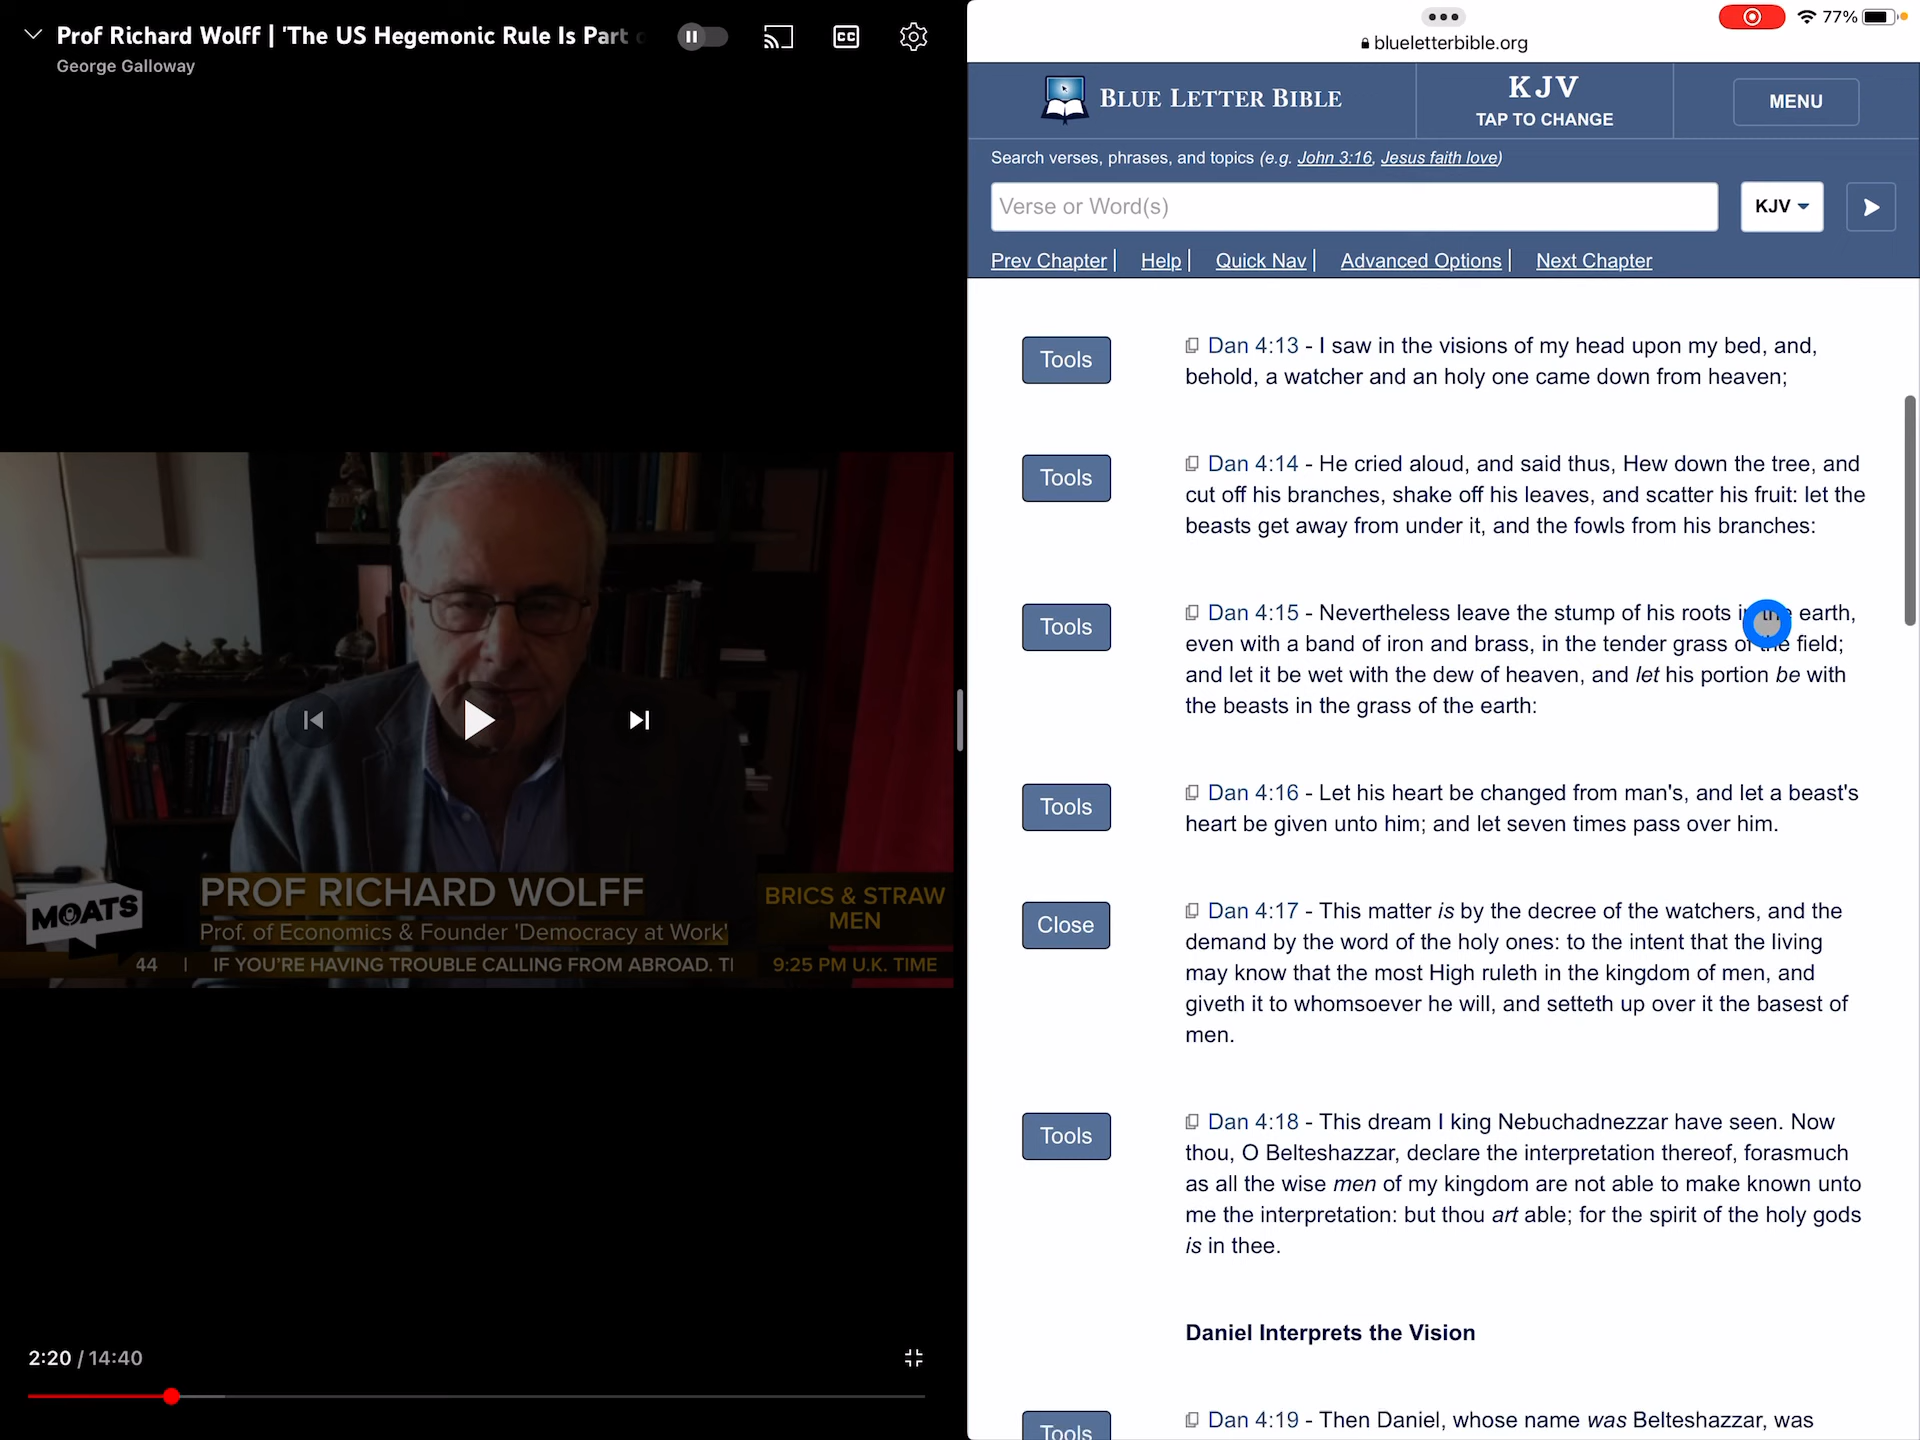 Prof Richard Wolff | 'The US Hegemonic Rule Is Part
George Galloway
CC
MOATS
PROF RICHARD WOLFF
Prof. of Economics & Founder 'Democracy at Work'
BRICS & STRAW
MEN
44 | IF YOU'RE HAVING TROUBLE CALLING FROM ABROAD.
9:25 PM U.K. TIME
2:20 / 14:40
77%
blueletterbible.org
BLUE LETTER BIBLE
KJV
TAP TO CHANGE
MENU
Search verses, phrases, and topics (e.g. John 3:16, Jesus faith love)
Verse or Word(s)
KJV
Prev Chapter | Help | Quick Nav | Advanced Options | Next Chapter
Tools
Dan 4:13 - I saw in the visions of my head upon my bed, and,
behold, a watcher and an holy one came down from heaven;
Tools
Dan 4:14 - He cried aloud, and said thus, Hew down the tree, and
cut off his branches, shake off his leaves, and scatter his fruit: let the
beasts get away from under it, and the fowls from his branches:
Tools
Dan 4:15 - Nevertheless leave the stump of his roots in the earth,
even with a band of iron and brass, in the tender grass of the field;
and let it be wet with the dew of heaven, and let his portion be with
the beasts in the grass of the earth:
Tools
Dan 4:16 - Let his heart be changed from man's, and let a beast's
heart be given unto him; and let seven times pass over him.
Close
Dan 4:17 - This matter is by the decree of the watchers, and the
demand by the word of the holy ones: to the intent that the living
may know that the most High ruleth in the kingdom of men, and
giveth it to whomsoever he will, and setteth up over it the basest of
men.
Tools
Dan 4:18 - This dream I king Nebuchadnezzar have seen. Now
thou, O Belteshazzar, declare the interpretation thereof, forasmuch
as all the wise men of my kingdom are not able to make known unto
me the interpretation: but thou art able; for the spirit of the holy gods
is in thee.
Daniel Interprets the Vision
Tools
Dan 4:19 - Then Daniel, whose name was Belteshazzar, was